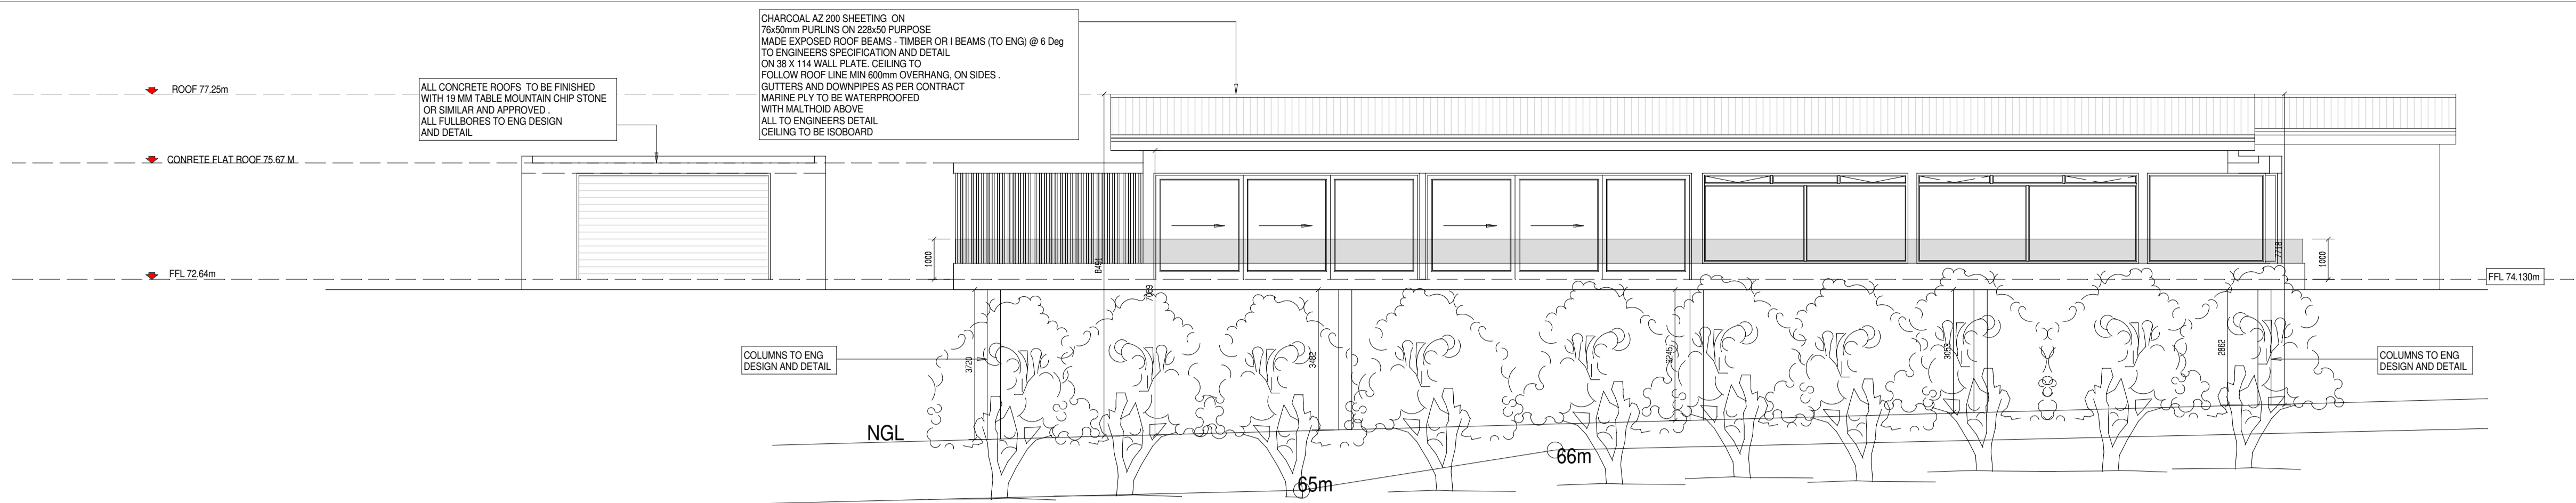 CHARCOAL AZ 200 SHEETING ON
76x50mm PURLINS ON 228x50 PURPOSE
MADE EXPOSED ROOF BEAMS - TIMBER OR I BEAMS (TO ENG) @ 6 Deg
TO ENGINEERS SPECIFICATION AND DETAIL
ON 38 X 114 WALL PLATE. CEILING TO
FOLLOW ROOF LINE MIN 600mm OVERHANG, ON SIDES .
GUTTERS AND DOWNPIPES AS PER CONTRACT
MARINE PLY TO BE WATERPROOFED
WITH MALTHOID ABOVE
ALL TO ENGINEERS DETAIL
CEILING TO BE ISOBOARD
ROOF 77.25m
ALL CONCRETE ROOFS TO BE FINISHED
WITH 19 MM TABLE MOUNTAIN CHIP STONE
OR SIMILAR AND APPROVED .
ALL FULLBORES TO ENG DESIGN
AND DETAIL
CONRETE FLAT ROOF 75.67 M
FFL 72.64m
1000
8491
7718
1000
FFL 74.130m
COLUMNS TO ENG
DESIGN AND DETAIL
3720
3482
3245
3053
2862
COLUMNS TO ENG
DESIGN AND DETAIL
NGL
66m
65m